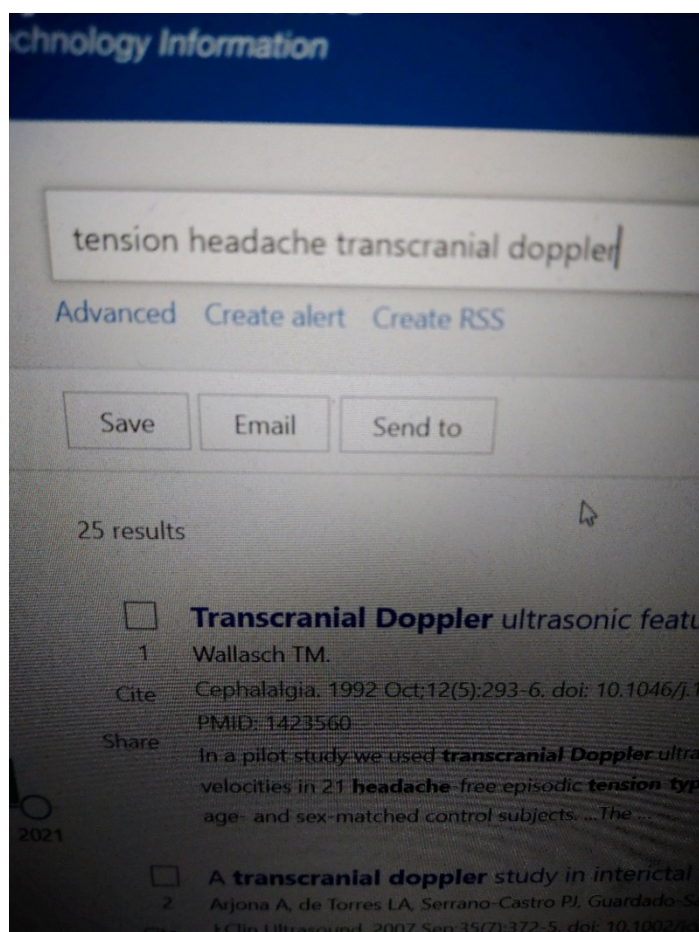 chnology Information
tension headache transcranial doppler
Advanced Create alert Create RSS
Save Email Send to
25 results
Transcranial Doppler ultrasonic featu
1 Wallasch TM.
Cite Cephalalgia. 1992 Oct;12(5):293-6. doi: 10.1046/j.1
PMID: 1423560
Share
In a pilot study we used transcranial Doppler ultra
velocities in 21 headache-free episodic tension typ
age- and sex-matched control subjects. ...The ...
2021
A transcranial doppler study in interictal
2 Arjona A, de Torres LA, Serrano-Castro PJ, Guardado-Sa
J Clin Ultrasound. 2007 Sep;35(7):372-5. doi: 10.1002/j